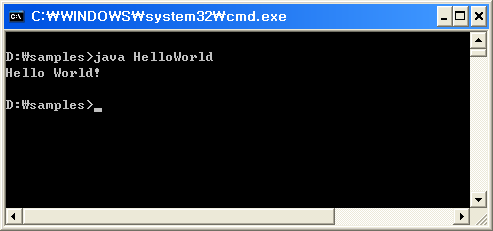 C:₩WINDOWS₩system32₩cmd.exe
D:₩samples>java HelloWorld
Hello World!
D:₩samples>_